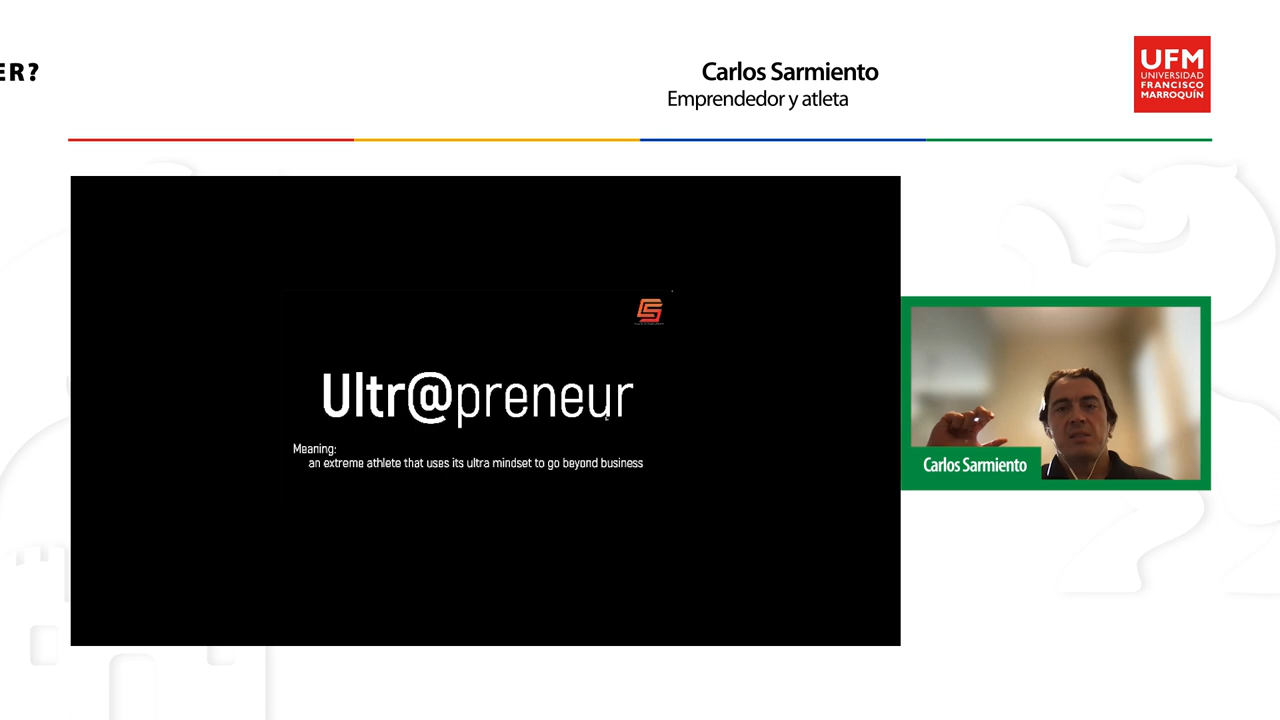 ER?
Carlos Sarmiento
Emprendedor y atleta
UFM
UNIVERSIDAD
FRANCISCO
MARROQUÍN
Ultr@preneur
Meaning:
an extreme athlete that uses its ultra mindset to go beyond business
Carlos Sarmiento